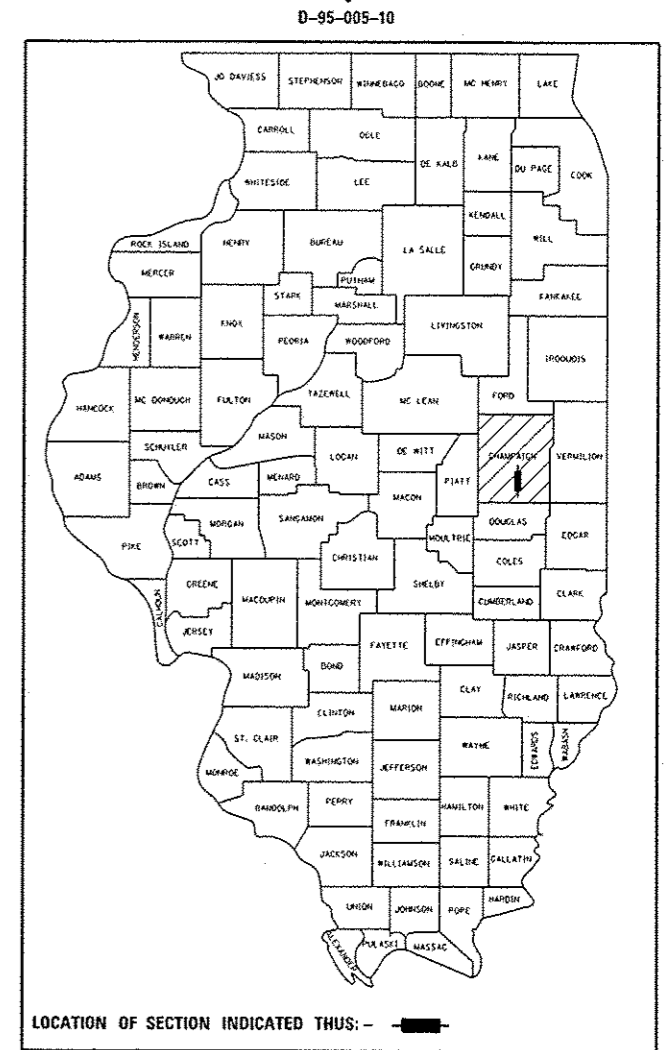 D-95-005-10
JO DAVIESS STEPHENSON WINNEBAGO BOONE MC HENRY LAKE
CARROLL OGLE DE KALB KANE DU PAGE COOK
WHITESIDE LEE KENDALL WILL
ROCK ISLAND HENRY BUREAU LA SALLE GRUNDY
MERCER PUTNAM KANKAKEE
STARK MARSHALL
HENDERSON WARREN KNOX PEORIA WOODFORD LIVINGSTON IROQUOIS
HANCOCK MC DONOUGH FULTON TAZEWELL MC LEAN FORD
SCHUYLER MASON LOGAN DE WITT CHAMPAIGN VERMILION
ADAMS BROWN CASS MENARD MACON PIATT
MORGAN SANGAMON DOUGLAS
PIKE SCOTT CHRISTIAN MOULTRIE COLES EDGAR
GREENE MACOUPIN MONTGOMERY SHELBY CUMBERLAND CLARK
CALHOUN JERSEY
FAYETTE EFFINGHAM JASPER CRAWFORD
MADISON BOND
CLAY RICHLAND LAWRENCE
CLINTON MARION
ST. CLAIR WAYNE EDWARDS WABASH
MONROE WASHINGTON JEFFERSON
RANDOLPH PERRY HAMILTON WHITE
FRANKLIN
JACKSON WILLIAMSON SALINE GALLATIN
HARDIN
UNION JOHNSON POPE
ALEXANDER PULASKI MASSAC
LOCATION OF SECTION INDICATED THUS: -